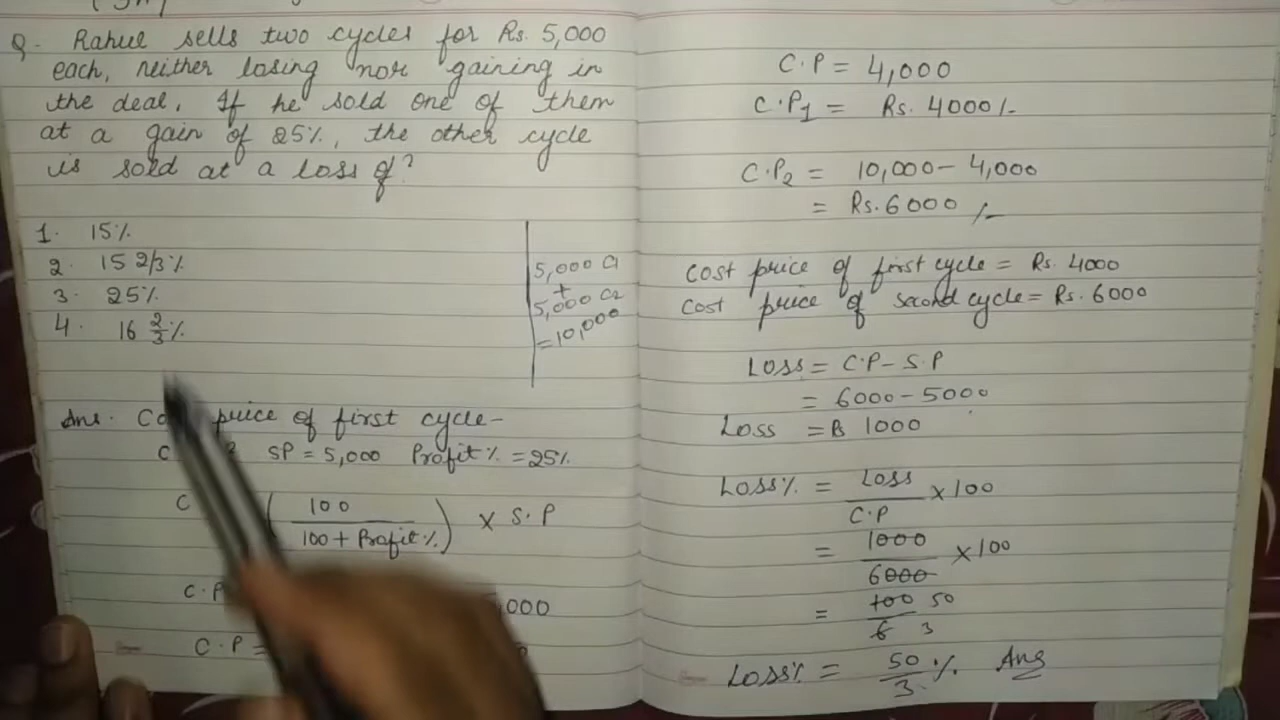 Q. Rahul sells two cycles for Rs. 5,000
each, neither losing nor gaining in
the deal. If he sold one of them
at a gain of 25%, the other cycle
is sold at a loss of?
1. 15%
2. 15 2/3%
3. 25%
4. 16 2/3%
5,000 C1
+
5,000 C2
=10,000
Ans. price of first cycle-
C ? SP = 5,000 Profit% = 25%
C (100/100+ Profit%) × S.P
C.P ,000
C.P =
C.P = 4,000
C.P1 = Rs. 4000/-
C.P2 = 10,000 - 4,000
= Rs. 6000/-
Cost price of first cycle = Rs. 4000
Cost price of second cycle = Rs. 6000
Loss = C.P - S.P
= 6000 - 5000
Loss = 1000
Loss% = Loss/C.P × 100
= 1000/6000 × 100
= 100/6 50/3
Loss% = 50/3 % Ans